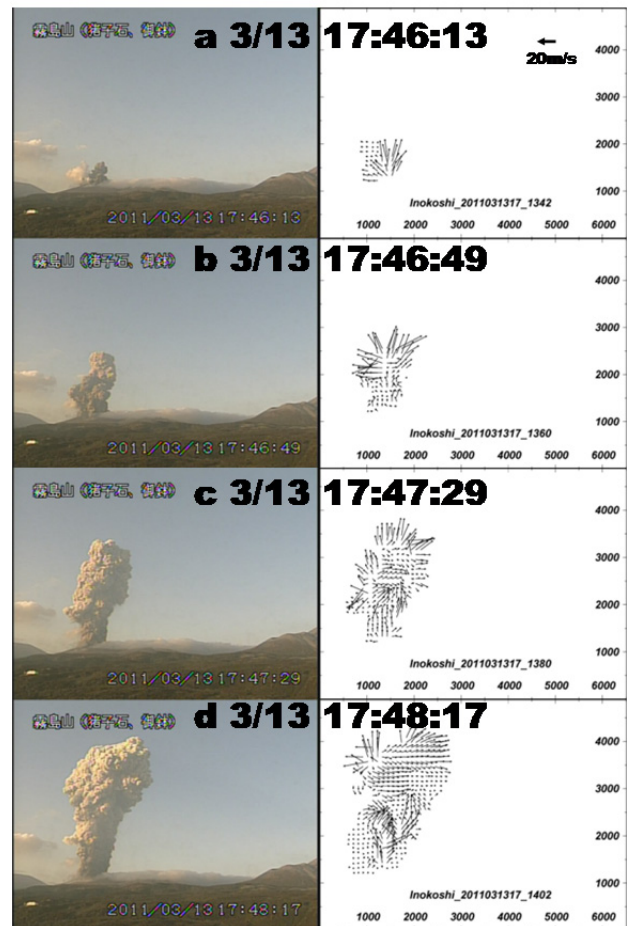 霧島山 (猪子石、御鉢)
a 3/13 17:46:13
20mm/s
4000
3000
2000
1000
Inokoshi_2011031317_1342
1000 2000 3000 4000 5000 6000
2011/03/13 17:46:13
霧島山 (猪子石、御鉢)
b 3/13 17:46:49
4000
3000
2000
1000
Inokoshi_2011031317_1360
1000 2000 3000 4000 5000 6000
2011/03/13 17:46:49
霧島山 (猪子石、御鉢)
c 3/13 17:47:29
4000
3000
2000
1000
Inokoshi_2011031317_1380
1000 2000 3000 4000 5000 6000
2011/03/13 17:47:29
霧島山 (猪子石、御鉢)
d 3/13 17:48:17
4000
3000
2000
1000
Inokoshi_2011031317_1402
1000 2000 3000 4000 5000 6000
2011/03/13 17:48:17